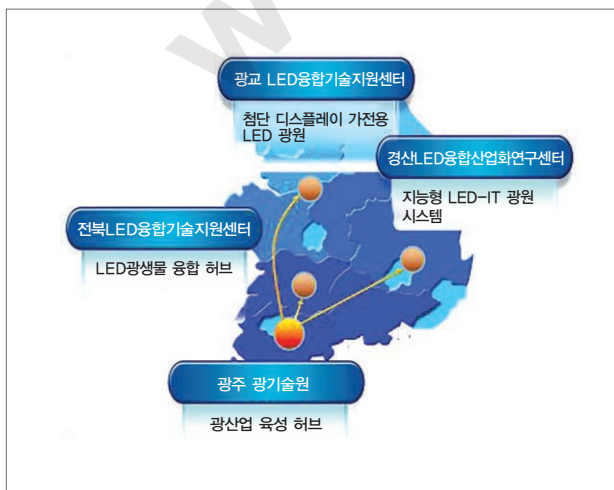 광교 LED융합기술지원센터
첨단 디스플레이 가전용
LED 광원
경산LED융합산업화연구센터
지능형 LED-IT 광원
시스템
전북LED융합기술지원센터
LED광생물 융합 허브
광주 광기술원
광산업 육성 허브